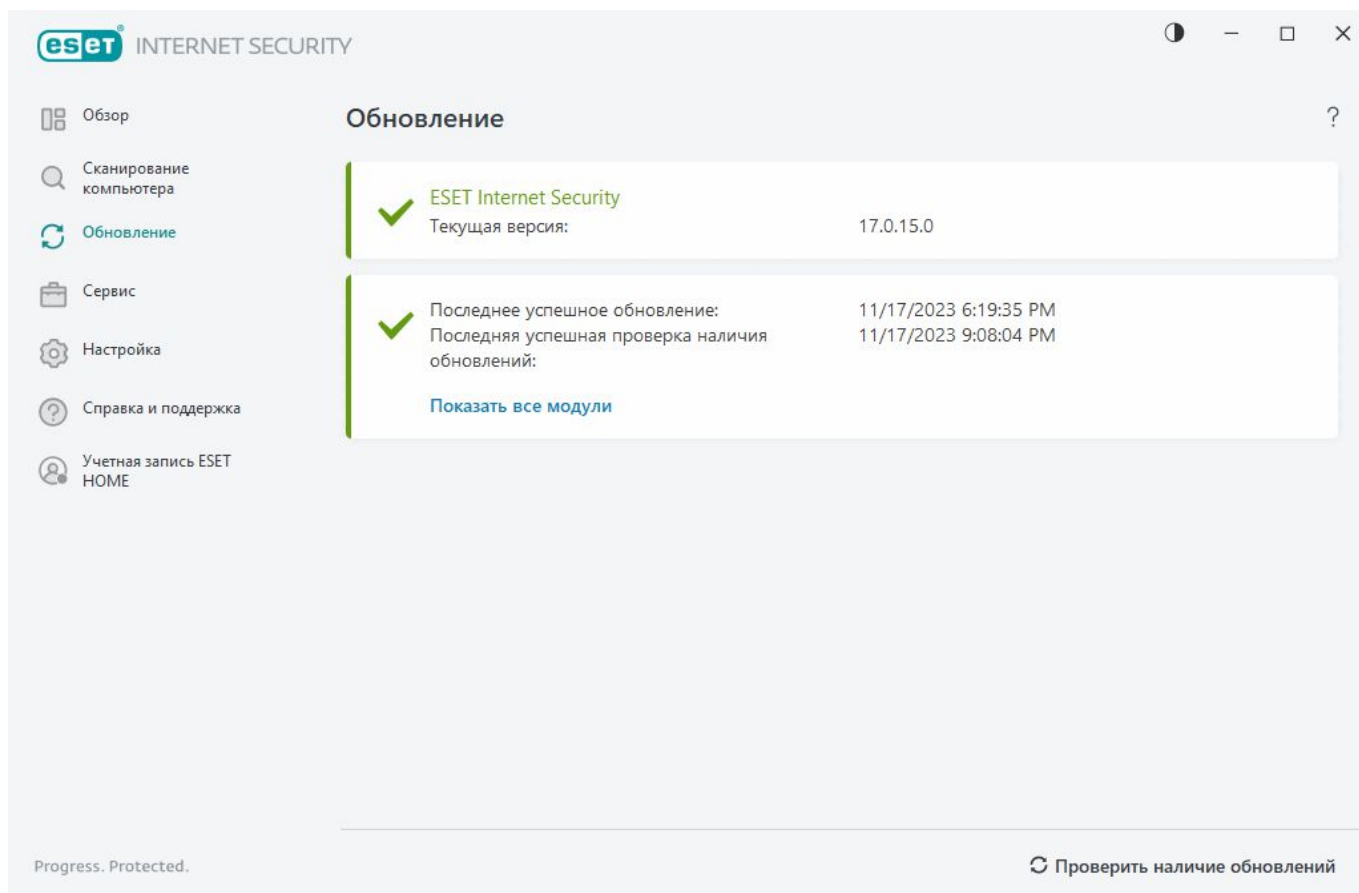 eset INTERNET SECURITY
Обзор
Сканирование
компьютера
Обновление
Сервис
Настройка
Справка и поддержка
Учетная запись ESET
HOME
Обновление
?
ESET Internet Security
Текущая версия: 17.0.15.0
Последнее успешное обновление: 11/17/2023 6:19:35 PM
Последняя успешная проверка наличия 11/17/2023 9:08:04 PM
обновлений:
Показать все модули
Progress. Protected.
Проверить наличие обновлений